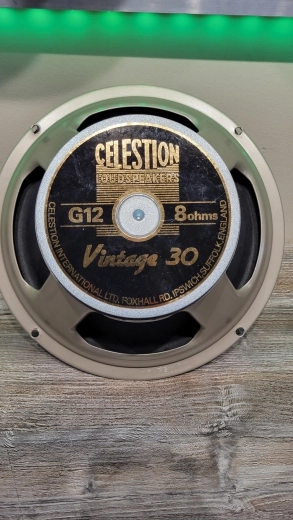 CELESTION
LOUDSPEAKERS
G12 8ohms
Vintage 30
CELESTION INTERNATIONAL LTD. FOXHALL RD. IPSWICH, SUFFOLK, ENGLAND